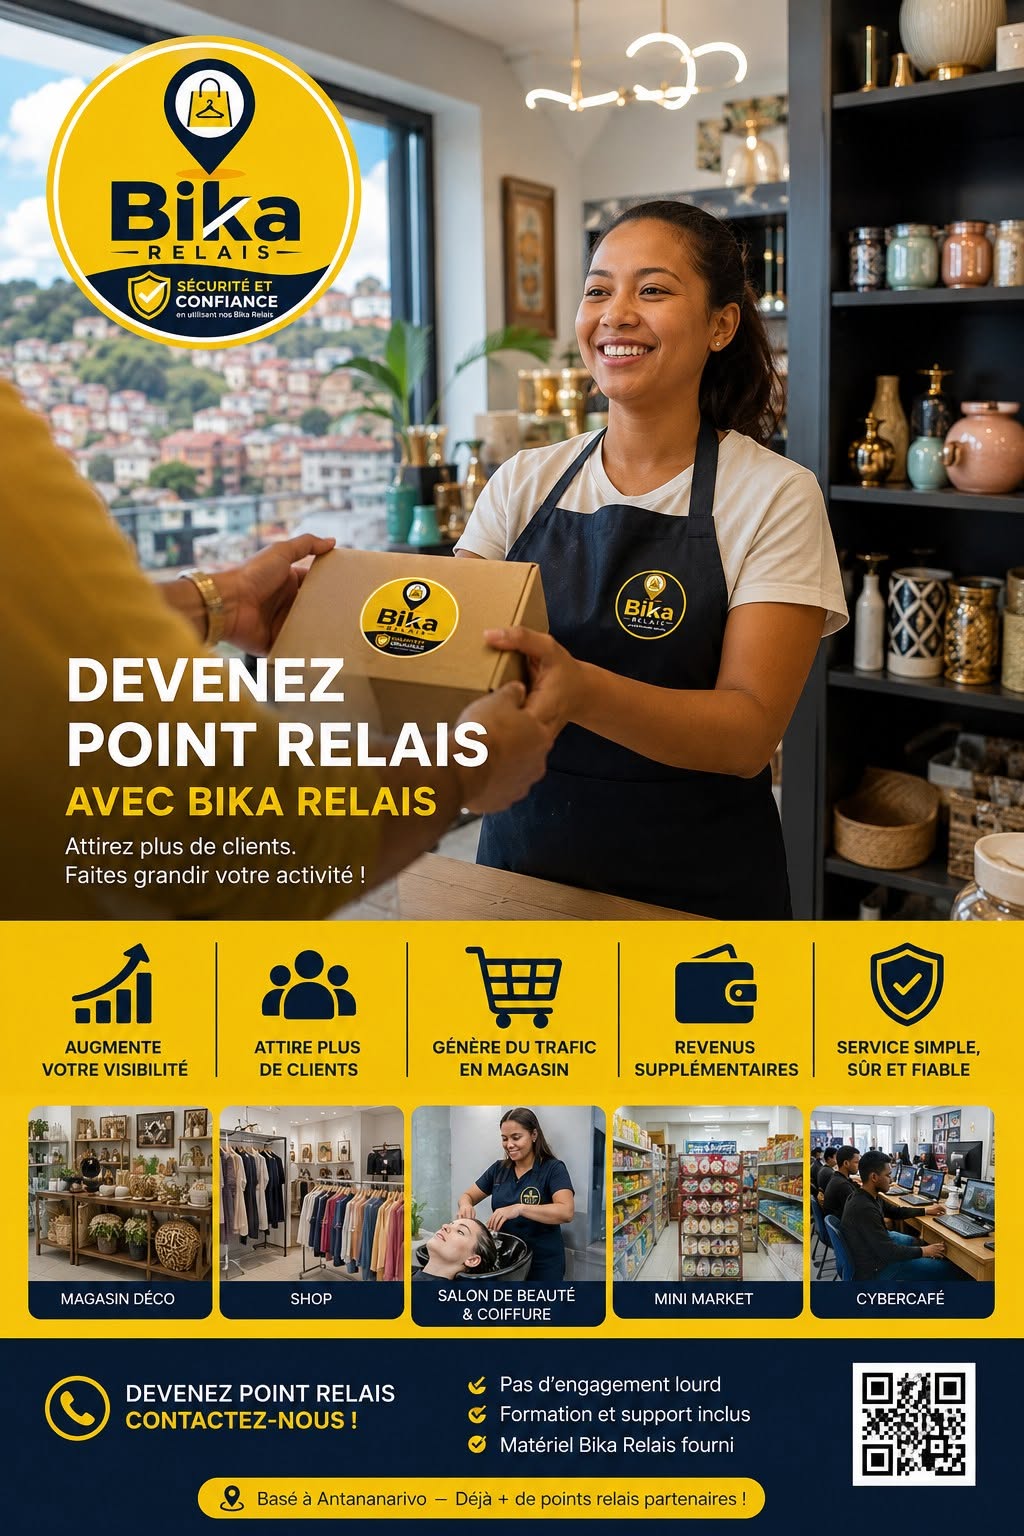 Bika
RELAIS
SÉCURITÉ ET
CONFIANCE
en utilisant nos Bika Relais
Bika
RELAIS
Bika
RELAIS
DEVENEZ
POINT RELAIS
AVEC BIKA RELAIS
Attirez plus de clients.
Faites grandir votre activité !
AUGMENTE
VOTRE VISIBILITÉ
ATTIRE PLUS
DE CLIENTS
GÉNÈRE DU TRAFIC
EN MAGASIN
REVENUS
SUPPLÉMENTAIRES
SERVICE SIMPLE,
SÛR ET FIABLE
MAGASIN DÉCO
SHOP
SALON DE BEAUTÉ
& COIFFURE
MINI MARKET
CYBERCAFÉ
DEVENEZ POINT RELAIS
CONTACTEZ-NOUS !
Pas d'engagement lourd
Formation et support inclus
Matériel Bika Relais fourni
Basé à Antananarivo — Déjà + de points relais partenaires !